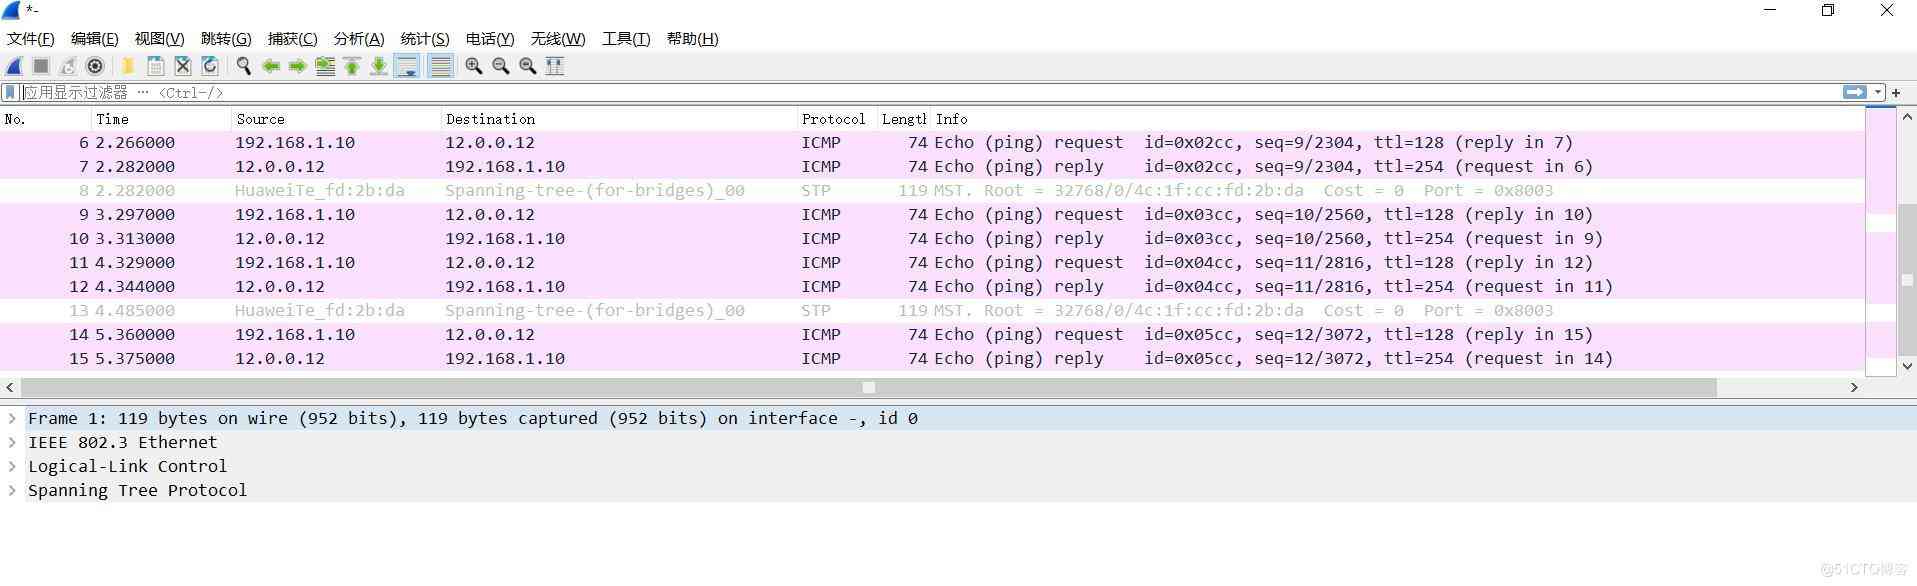 *-
文件(F) 编辑(E) 视图(V) 跳转(G) 捕获(C) 分析(A) 统计(S) 电话(Y) 无线(W) 工具(T) 帮助(H)
应用显示过滤器 … <Ctrl-/>
No. Time Source Destination Protocol Lengtl Info
6 2.266000 192.168.1.10 12.0.0.12 ICMP 74 Echo (ping) request id=0x02cc, seq=9/2304, ttl=128 (reply in 7)
7 2.282000 12.0.0.12 192.168.1.10 ICMP 74 Echo (ping) reply id=0x02cc, seq=9/2304, ttl=254 (request in 6)
8 2.282000 HuaweiTe_fd:2b:da Spanning-tree-(for-bridges)_00 STP 119 MST. Root = 32768/0/4c:1f:cc:fd:2b:da Cost = 0 Port = 0x8003
9 3.297000 192.168.1.10 12.0.0.12 ICMP 74 Echo (ping) request id=0x03cc, seq=10/2560, ttl=128 (reply in 10)
10 3.313000 12.0.0.12 192.168.1.10 ICMP 74 Echo (ping) reply id=0x03cc, seq=10/2560, ttl=254 (request in 9)
11 4.329000 192.168.1.10 12.0.0.12 ICMP 74 Echo (ping) request id=0x04cc, seq=11/2816, ttl=128 (reply in 12)
12 4.344000 12.0.0.12 192.168.1.10 ICMP 74 Echo (ping) reply id=0x04cc, seq=11/2816, ttl=254 (request in 11)
13 4.485000 HuaweiTe_fd:2b:da Spanning-tree-(for-bridges)_00 STP 119 MST. Root = 32768/0/4c:1f:cc:fd:2b:da Cost = 0 Port = 0x8003
14 5.360000 192.168.1.10 12.0.0.12 ICMP 74 Echo (ping) request id=0x05cc, seq=12/3072, ttl=128 (reply in 15)
15 5.375000 12.0.0.12 192.168.1.10 ICMP 74 Echo (ping) reply id=0x05cc, seq=12/3072, ttl=254 (request in 14)
Frame 1: 119 bytes on wire (952 bits), 119 bytes captured (952 bits) on interface -, id 0
IEEE 802.3 Ethernet
Logical-Link Control
Spanning Tree Protocol
@51CTO博客